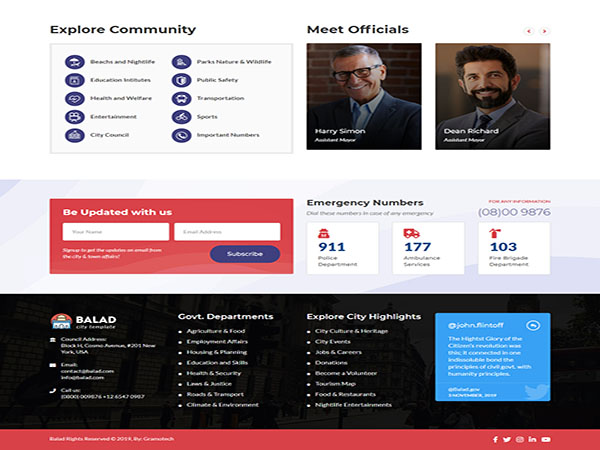 Explore Community
Beachs and Nightlife
Parks Nature & Wildlife
Education Intitutes
Public Safety
Health and Welfare
Transportation
Entertainment
Sports
City Council
Important Numbers
Meet Officials
Harry Simon
Assistant Mayor
Dean Richard
Assistant Mayor
Be Updated with us
Your Name
Email Address
Signup to get the updates on email from
the city & town affairs!
Subscribe
Emergency Numbers
Dial these numbers in case of any emergency
FOR ANY INFORMATION
(08)00 9876
911
Police
Department
177
Ambulance
Services
103
Fire Brigade
Department
BALAD
city template
Council Address:
Block H, Cosmo Avenue, #201 New
York, USA
Email:
contact@balad.com
info@balad.com
Call us:
(0800) 009876 +12 6547 0987
Govt. Departments
Agriculture & Food
Employment Affairs
Housing & Planning
Education and Skills
Health & Security
Laws & Justice
Roads & Transport
Climate & Environment
Explore City Highlights
City Culture & Heritage
City Events
Jobs & Careers
Donations
Become a Volunteer
Tourism Map
Food & Restaurants
Nightlife Entertainments
@john.flintoff
The Hightst Glory of the
Citizen's revolution was
this; it connected in one
indissoluble bond the
principles of civil govt. with
humanity principles.
@Balad.gov
5 NOVEMBER, 2019
Balad Rights Reserved © 2019, By: Gramotech